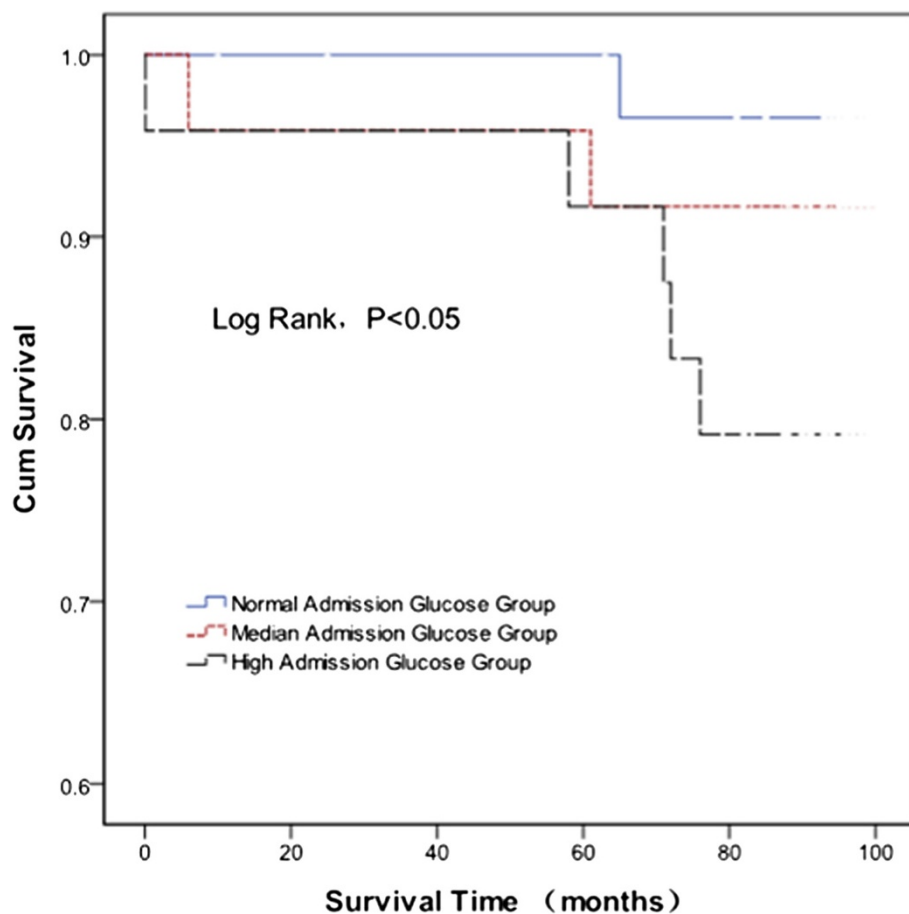 1.0
0.9
0.8
0.7
0.6
Cum Survival
Log Rank, P<0.05
Normal Admission Glucose Group
Median Admission Glucose Group
High Admission Glucose Group
0 20 40 60 80 100
Survival Time （months）